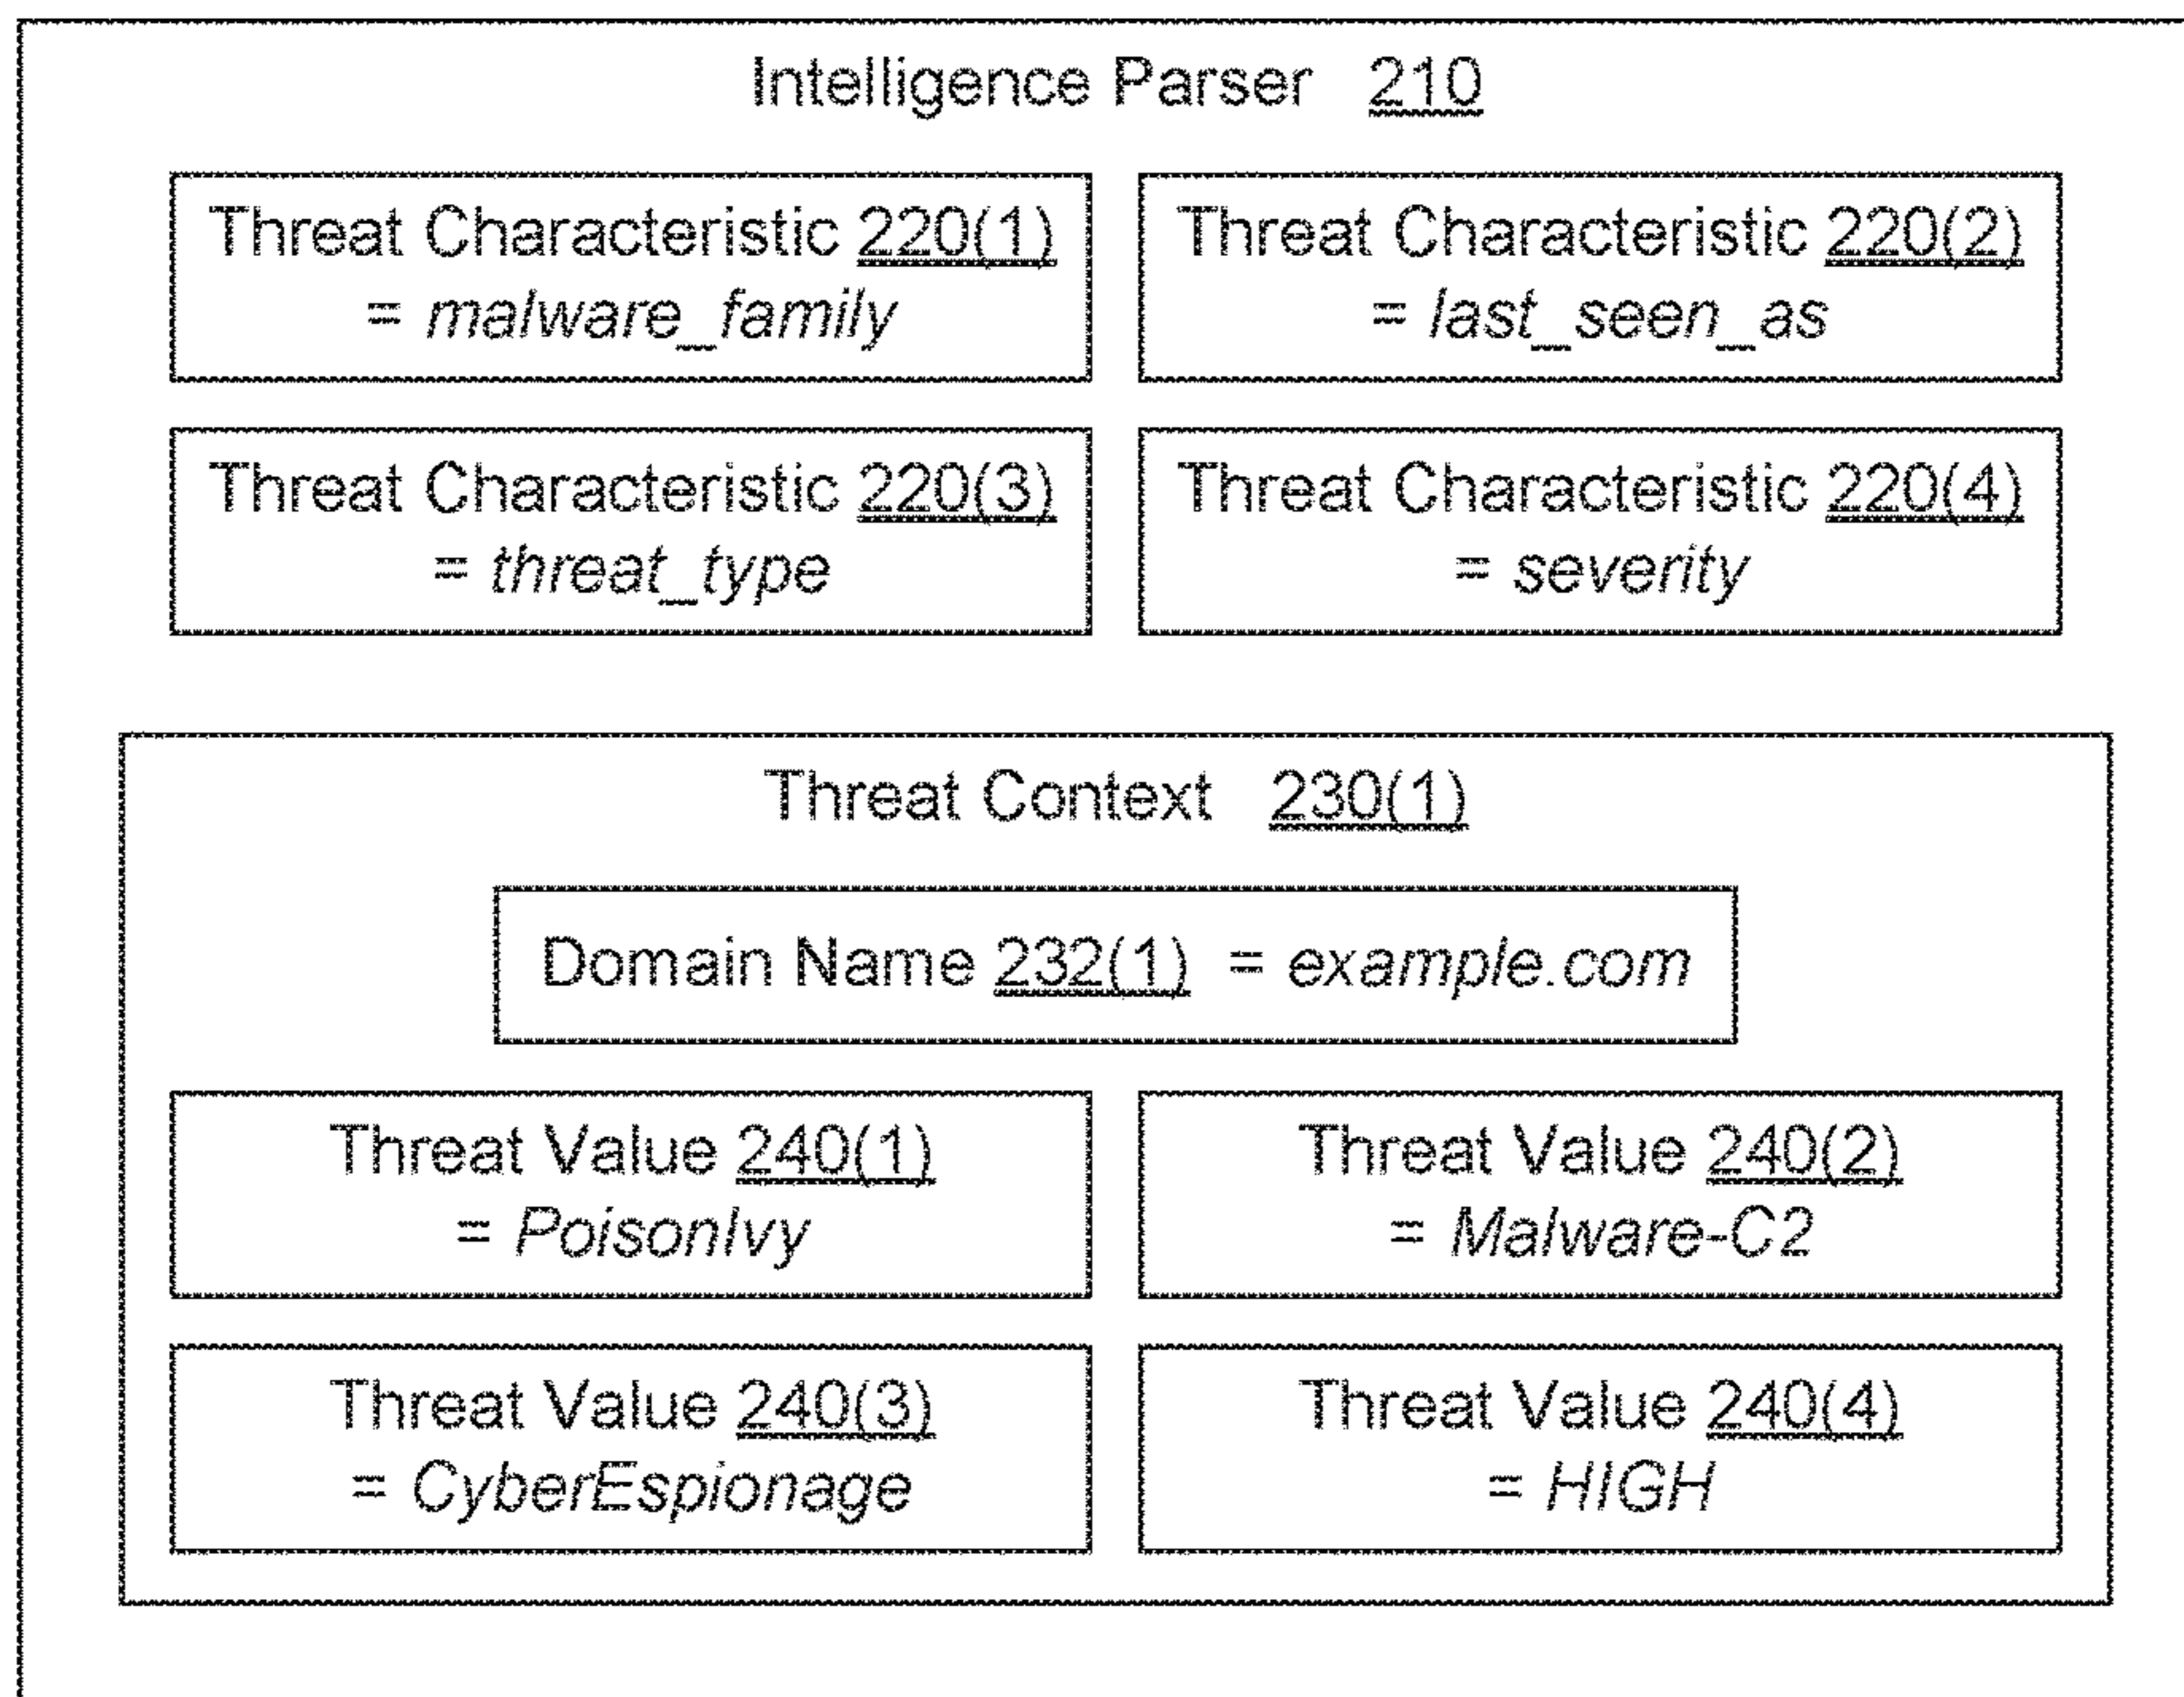 Intelligence Parser 210
Threat Characteristic 220(1)
= malware_family
Threat Characteristic 220(2)
= last_seen_as
Threat Characteristic 220(3)
= threat_type
Threat Characteristic 220(4)
= severity
Threat Context 230(1)
Domain Name 232(1) = example.com
Threat Value 240(1)
= PoisonIvy
Threat Value 240(2)
= Malware-C2
Threat Value 240(3)
= CyberEspionage
Threat Value 240(4)
= HIGH